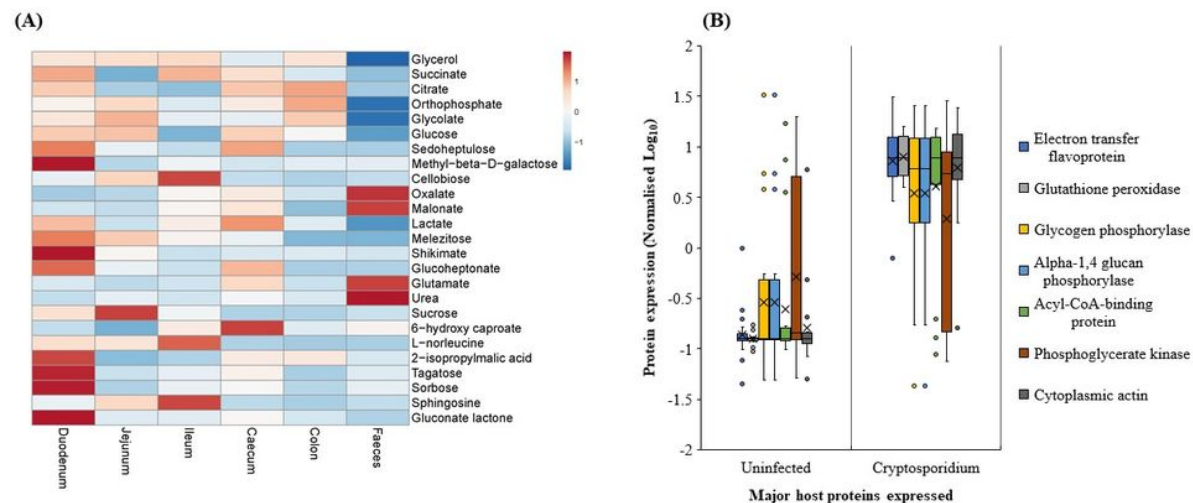 (A)
Glycerol
Succinate
Citrate
Orthophosphate
Glycolate
Glucose
Sedoheptulose
Methyl-beta-D-galactose
Cellobiose
Oxalate
Malonate
Lactate
Melezitose
Shikimate
Glucoheptonate
Glutamate
Urea
Sucrose
6-hydroxy caproate
L-norleucine
2-isopropylmalic acid
Tagatose
Sorbose
Sphingosine
Gluconate lactone
Duodenum
Jejunum
Ileum
Caecum
Colon
Faeces
1
0
-1
(B)
Protein expression (Normalised Log10)
2
1.5
1
0.5
0
-0.5
-1
-1.5
-2
Uninfected
Cryptosporidium
Major host proteins expressed
Electron transfer
flavoprotein
Glutathione peroxidase
Glycogen phosphorylase
Alpha-1,4 glucan
phosphorylase
Acyl-CoA-binding
protein
Phosphoglycerate kinase
Cytoplasmic actin